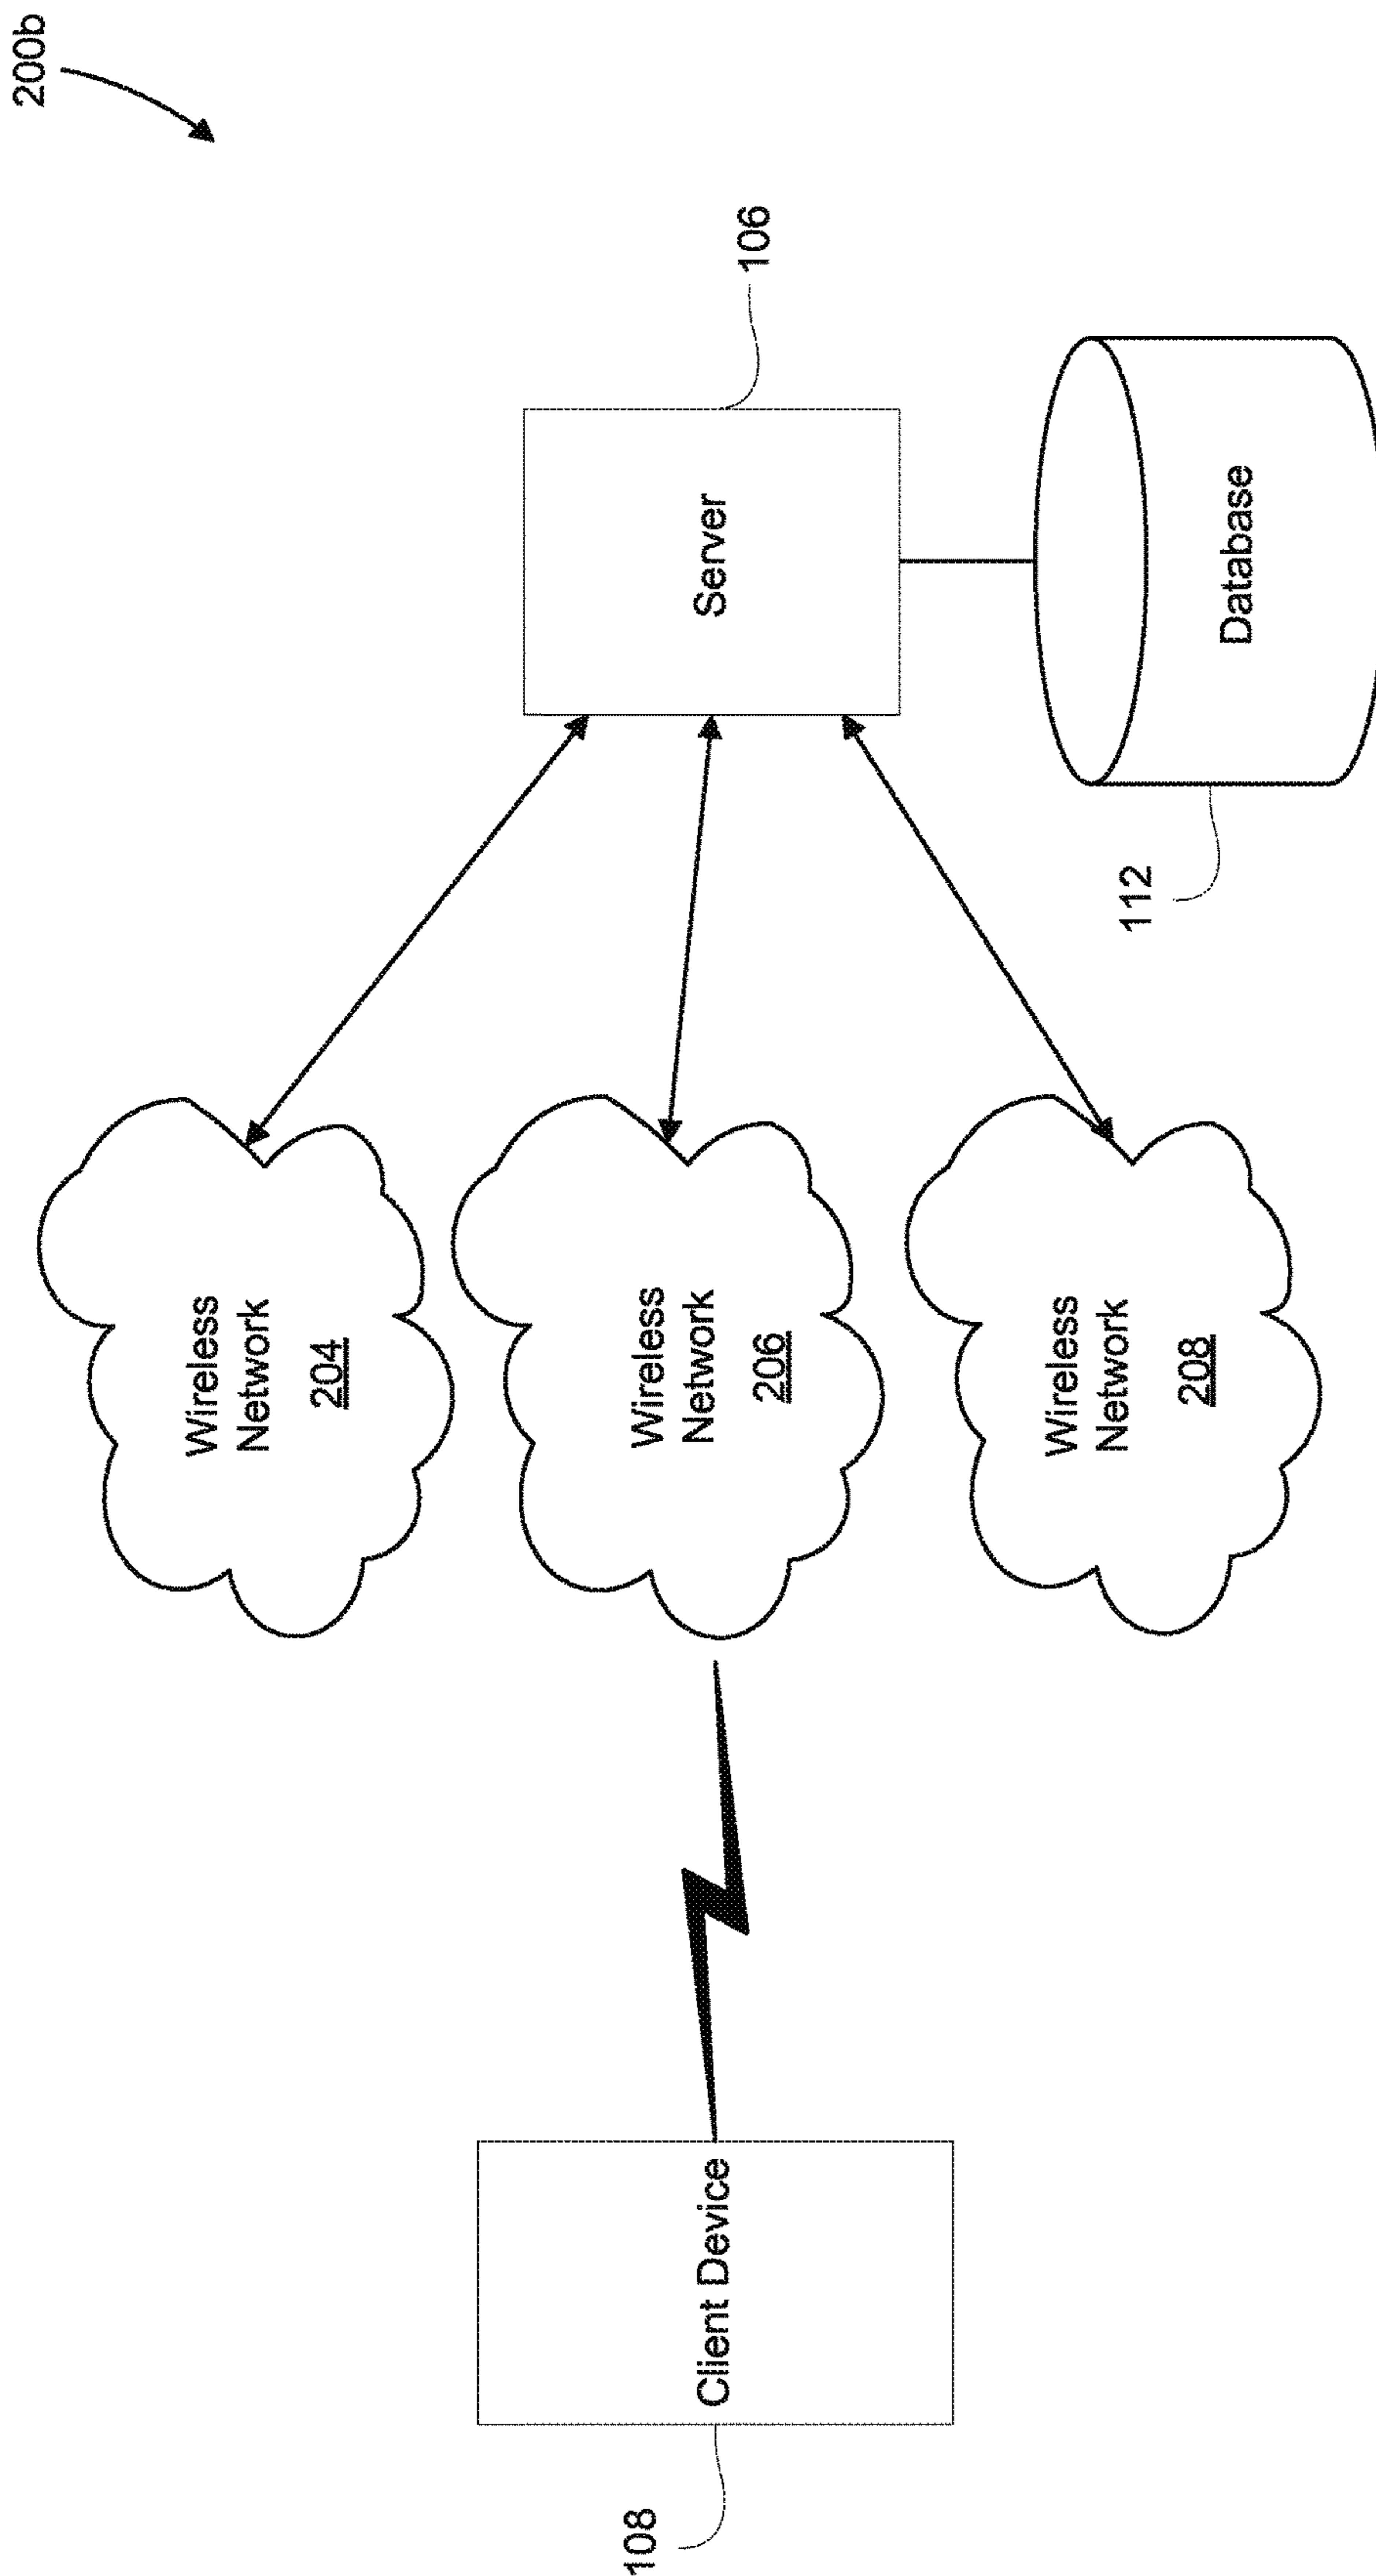 200b
Wireless
Network
204
Wireless
Network
206
Wireless
Network
208
Server
106
Database
112
Client Device
108